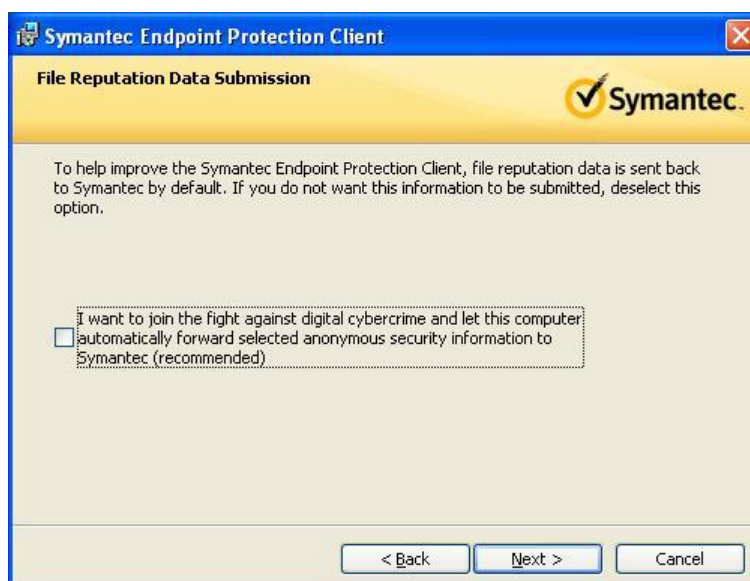 Symantec Endpoint Protection Client
File Reputation Data Submission
Symantec.
To help improve the Symantec Endpoint Protection Client, file reputation data is sent back
to Symantec by default. If you do not want this information to be submitted, deselect this
option.
I want to join the fight against digital cybercrime and let this computer
automatically forward selected anonymous security information to
Symantec (recommended)
< Back
Next >
Cancel